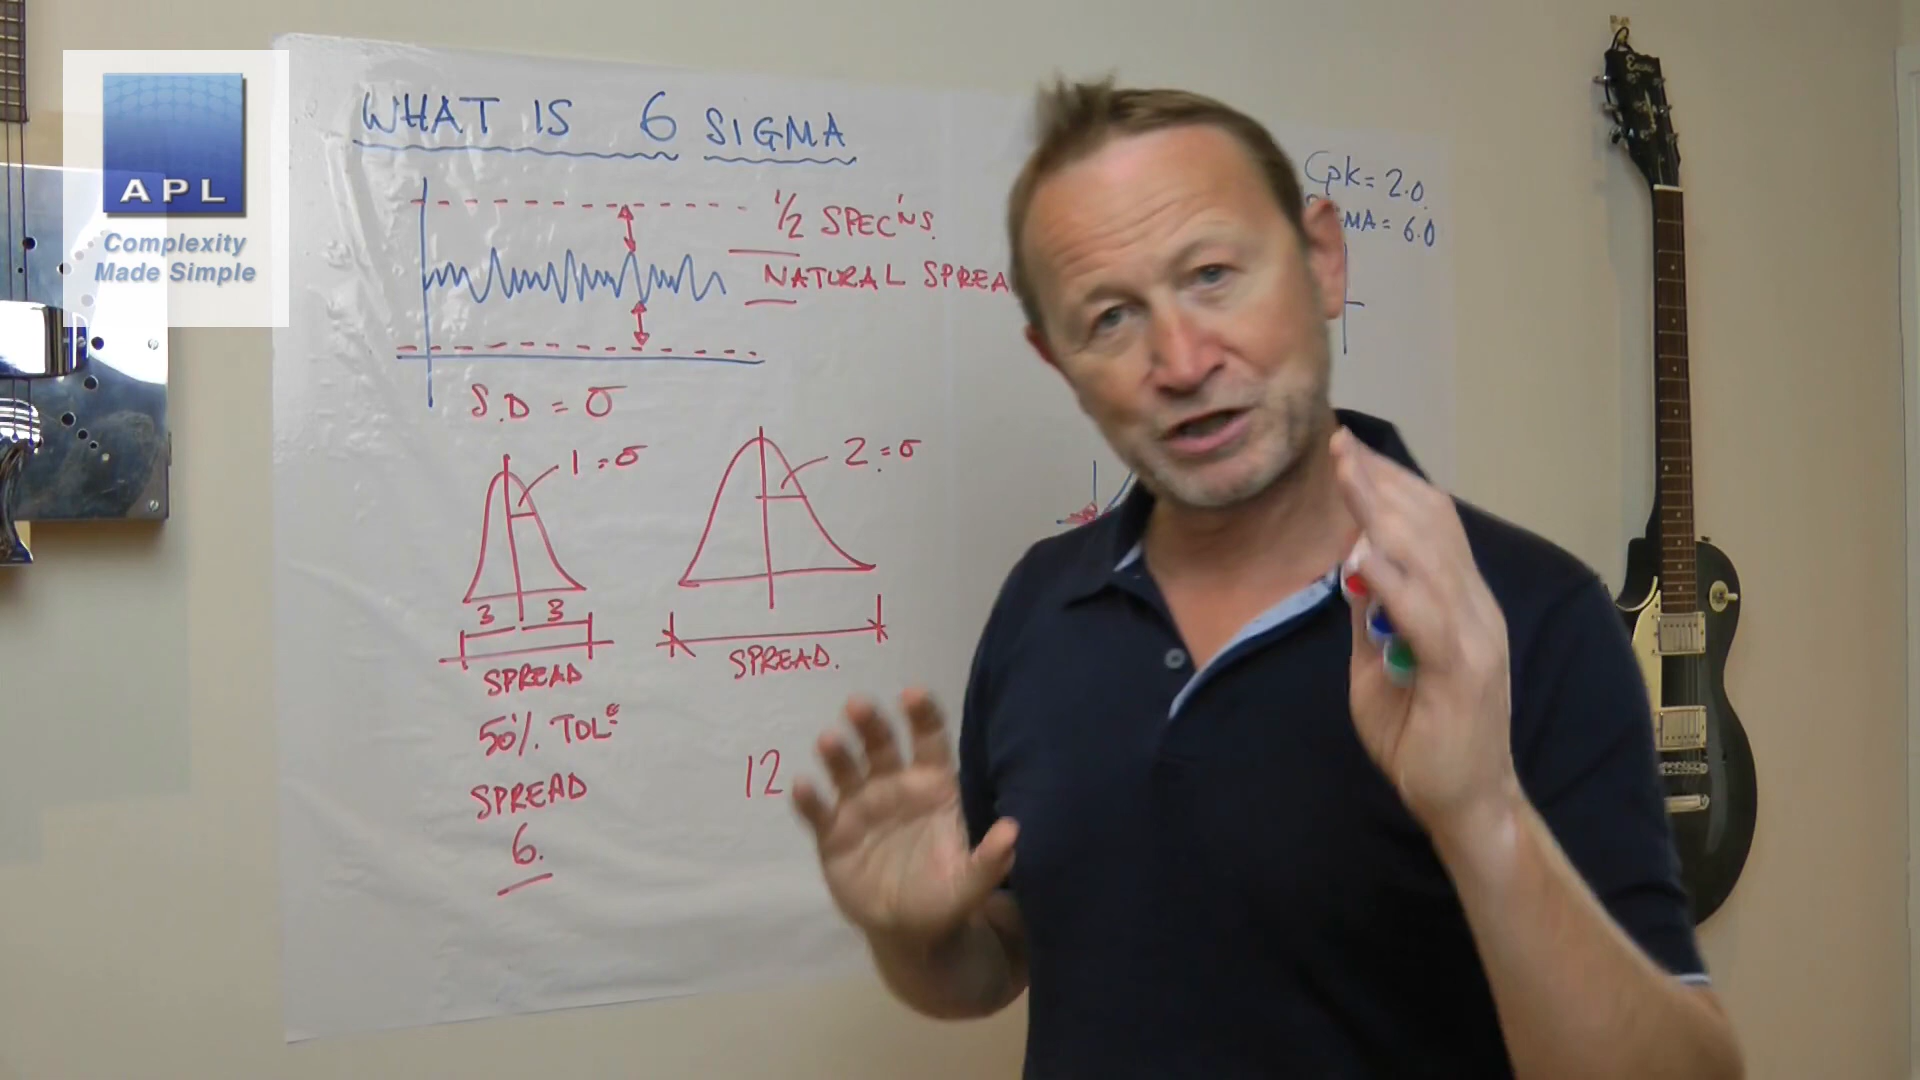 APL
Complexity
Made Simple
WHAT IS 6 SIGMA
1/2 SPEC'NS.
NATURAL SPREA
S.D = σ
1 = σ
2 = σ
3 3
SPREAD
SPREAD.
50%. TOLᵉ
SPREAD
6.
12
Cpk = 2.0.
MA = 6.0